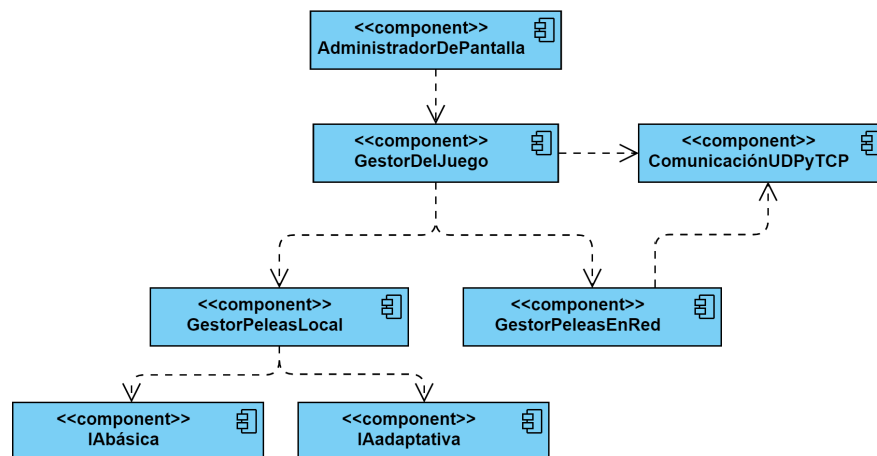 <<component>>
AdministradorDePantalla
<<component>>
GestorDelJuego
<<component>>
ComunicaciónUDPyTCP
<<component>>
GestorPeleasLocal
<<component>>
GestorPeleasEnRed
<<component>>
IAbásica
<<component>>
IAadaptativa